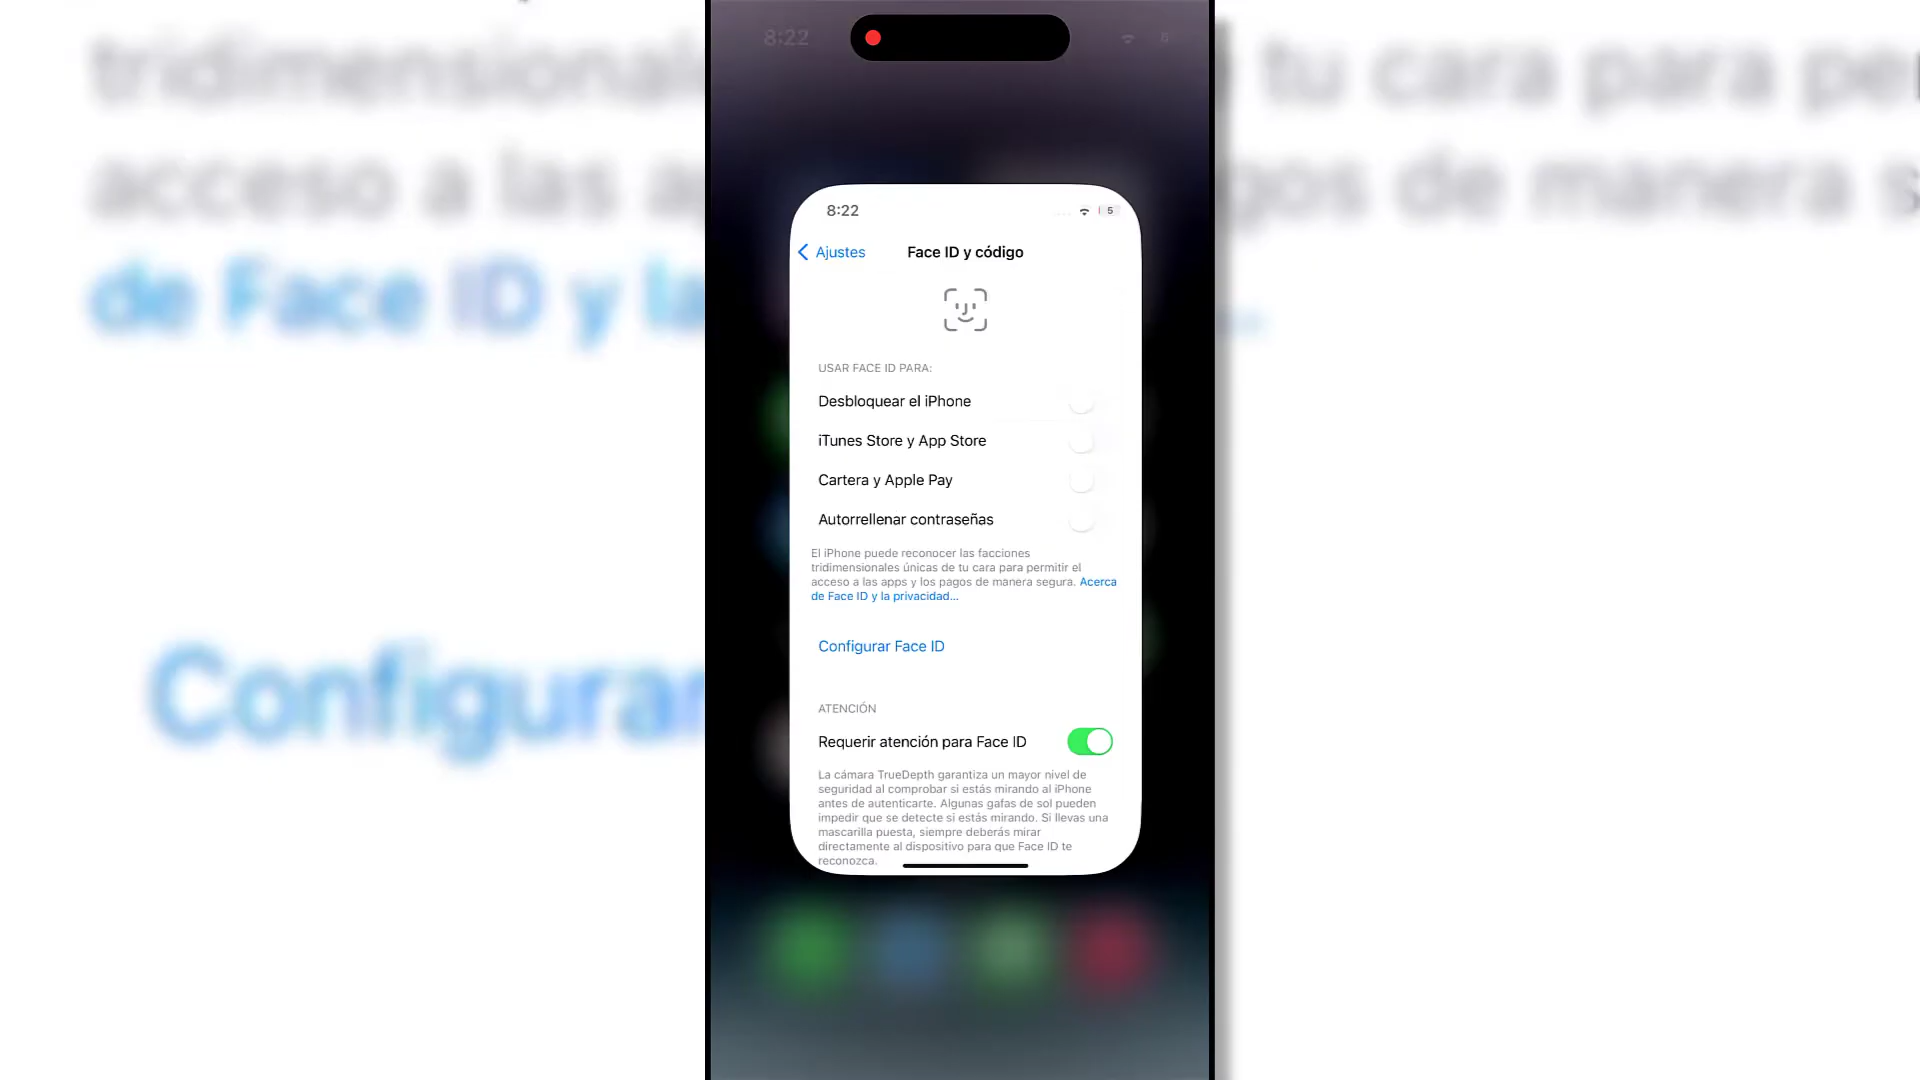 tridimensionale tu cara para per
acceso a las a gos de manera s
de Face ID y la
Configurar
8:22
8:22
5
Ajustes
Face ID y código
USAR FACE ID PARA:
Desbloquear el iPhone
iTunes Store y App Store
Cartera y Apple Pay
Autorrellenar contraseñas
El iPhone puede reconocer las facciones
tridimensionales únicas de tu cara para permitir el
acceso a las apps y los pagos de manera segura. Acerca
de Face ID y la privacidad...
Configurar Face ID
ATENCIÓN
Requerir atención para Face ID
La cámara TrueDepth garantiza un mayor nivel de
seguridad al comprobar si estás mirando al iPhone
antes de autenticarte. Algunas gafas de sol pueden
impedir que se detecte si estás mirando. Si llevas una
mascarilla puesta, siempre deberás mirar
directamente al dispositivo para que Face ID te
reconozca.